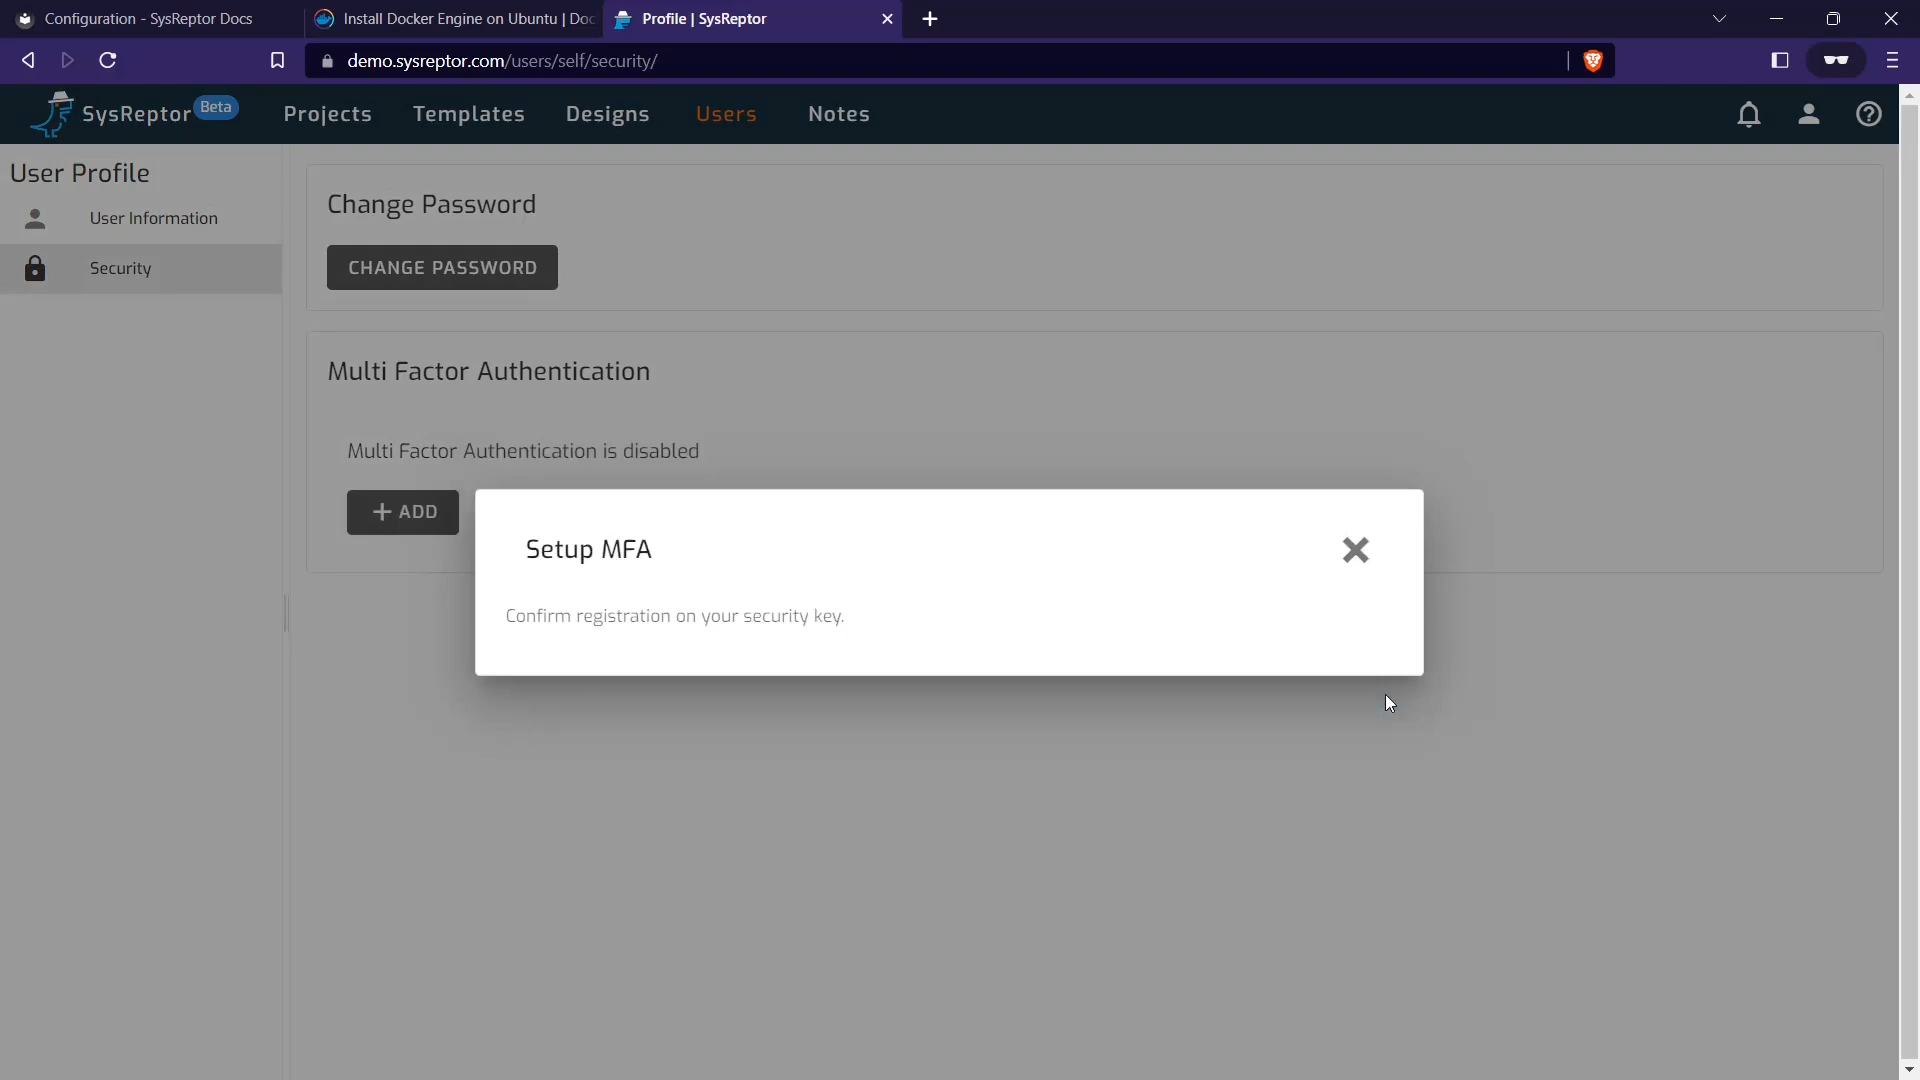 Configuration - SysReptor Docs
Install Docker Engine on Ubuntu | Doc
Profile | SysReptor
demo.sysreptor.com/users/self/security/
SysReptor Beta
Projects
Templates
Designs
Users
Notes
User Profile
User Information
Security
Change Password
CHANGE PASSWORD
Multi Factor Authentication
Multi Factor Authentication is disabled
+ ADD
Setup MFA
Confirm registration on your security key.